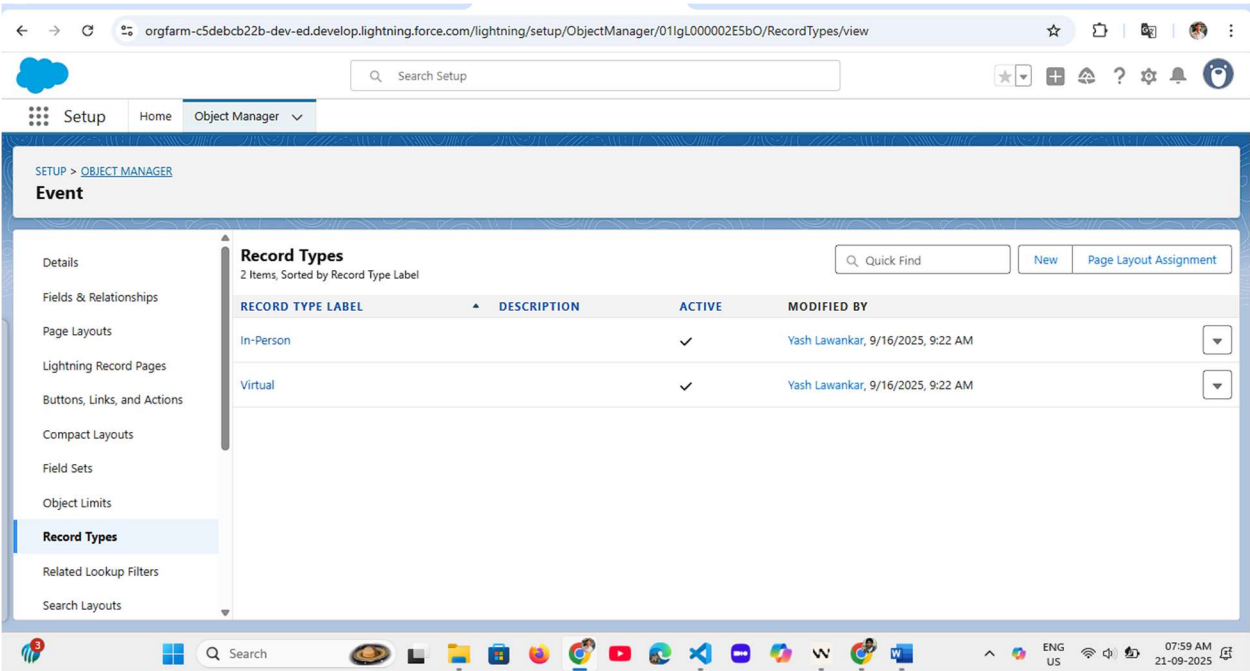 orgfarm-c5debcb22b-dev-ed.develop.lightning.force.com/lightning/setup/ObjectManager/01IgL000002E5bO/RecordTypes/view
Search Setup
Setup Home Object Manager
SETUP > OBJECT MANAGER
Event
Details
Fields & Relationships
Page Layouts
Lightning Record Pages
Buttons, Links, and Actions
Compact Layouts
Field Sets
Object Limits
Record Types
Related Lookup Filters
Search Layouts
Record Types
2 Items, Sorted by Record Type Label
Quick Find
New Page Layout Assignment
RECORD TYPE LABEL DESCRIPTION ACTIVE MODIFIED BY
In-Person Yash Lawankar, 9/16/2025, 9:22 AM
Virtual Yash Lawankar, 9/16/2025, 9:22 AM
3
Search
ENG
US
07:59 AM
21-09-2025